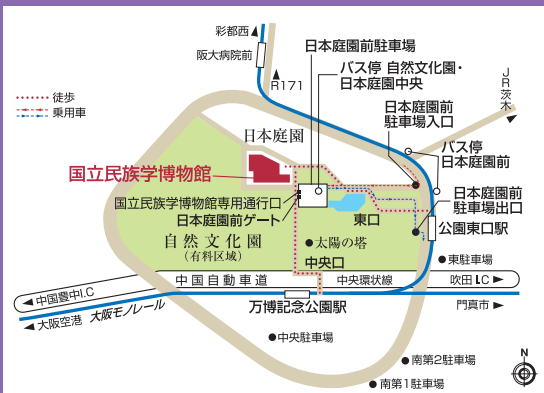 彩都西
阪大病院前
日本庭園前駐車場
バス停 自然文化園・
日本庭園中央
R171
JR茨木
徒歩
乗用車
日本庭園前
駐車場入口
日本庭園
バス停
日本庭園前
国立民族学博物館
国立民族学博物館専用通行口
日本庭園前ゲート
日本庭園前
駐車場出口
東口
公園東口駅
自然文化園
(有料区域)
太陽の塔
中央口
東駐車場
中国自動車道
中央環状線
吹田I.C
中国豊中I.C
大阪空港
大阪モノレール
万博記念公園駅
門真市
中央駐車場
南第2駐車場
南第1駐車場
N